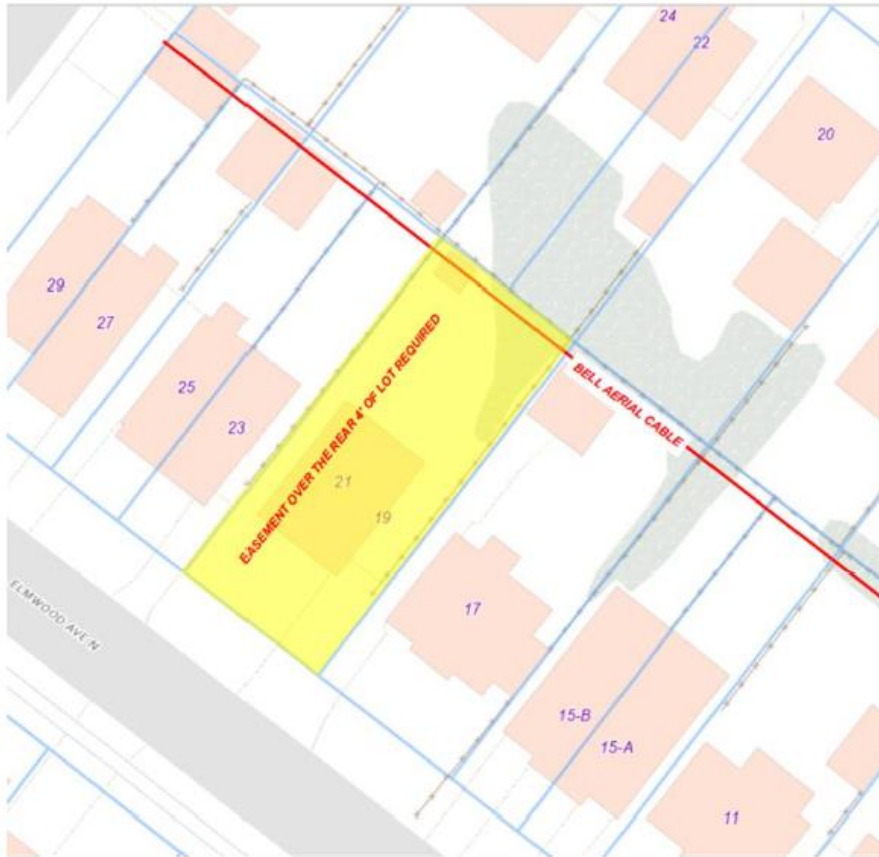 24
22
20
29
27
EASEMENT OVER THE REAR 4' OF LOT REQUIRED
BELL AERIAL CABLE
25
23
21
19
ELMWOOD AVE N
17
15-B
15-A
11